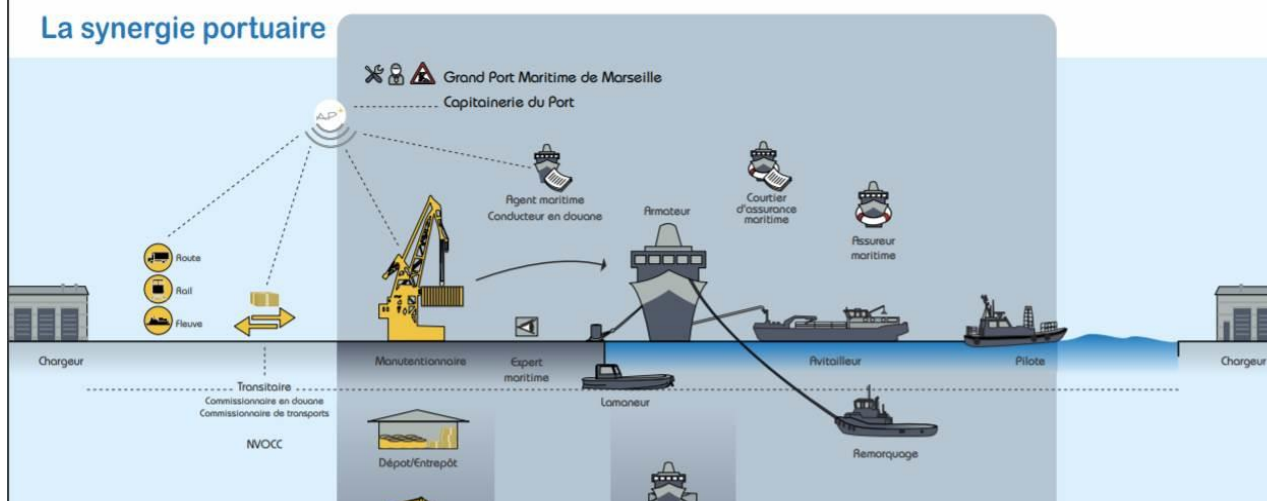 La synergie portuaire
Grand Port Maritime de Marseille
Capitainerie du Port
AP+
Agent maritime
Conducteur en douane
Armateur
Courtier
d'assurance
maritime
Assureur
maritime
Route
Rail
Fleuve
Chargeur
Manutentionnaire
Expert
maritime
Avitailleur
Pilote
Chargeur
Transitaire
Commissionnaire en douane
Commissionnaire de transports
NVOCC
Lamaneur
Dépot/Entrepôt
Remorquage